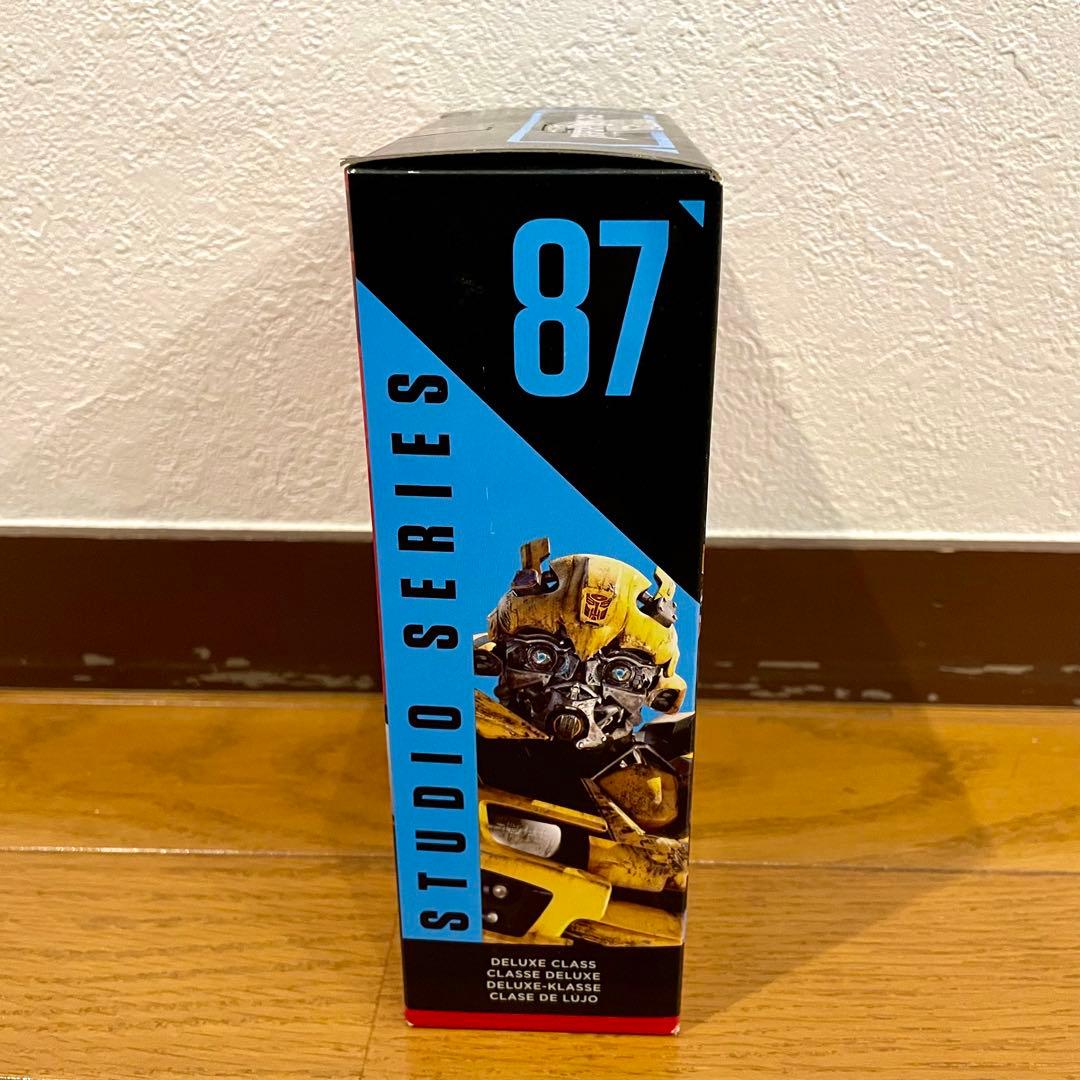 87
STUDIO SERIES
DELUXE CLASS
CLASSE DELUXE
DELUXE-KLASSE
CLASE DE LUJO